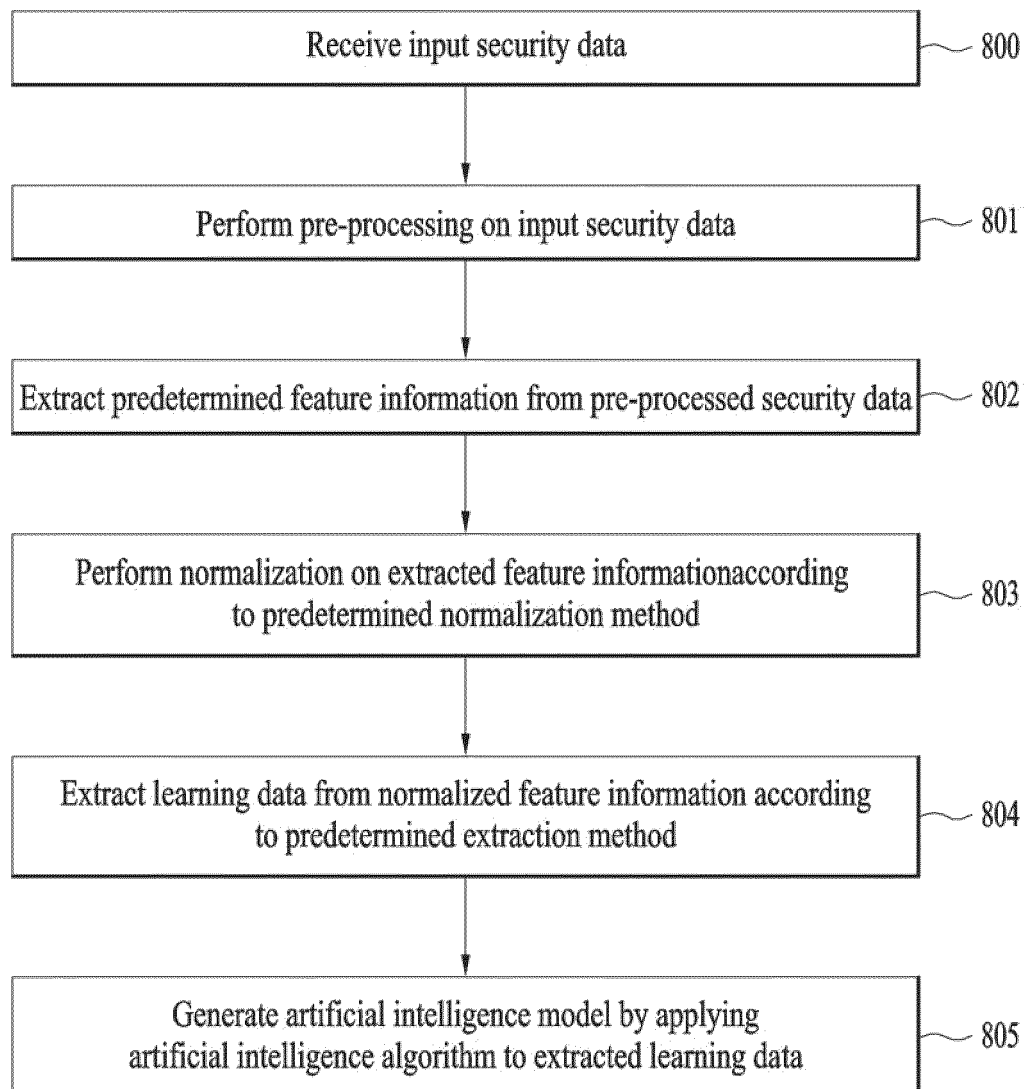 Receive input security data
800
Perform pre-processing on input security data
801
Extract predetermined feature information from pre-processed security data
802
Perform normalization on extracted feature informationaccording
to predetermined normalization method
803
Extract learning data from normalized feature information according
to predetermined extraction method
804
Generate artificial intelligence model by applying
artificial intelligence algorithm to extracted learning data
805